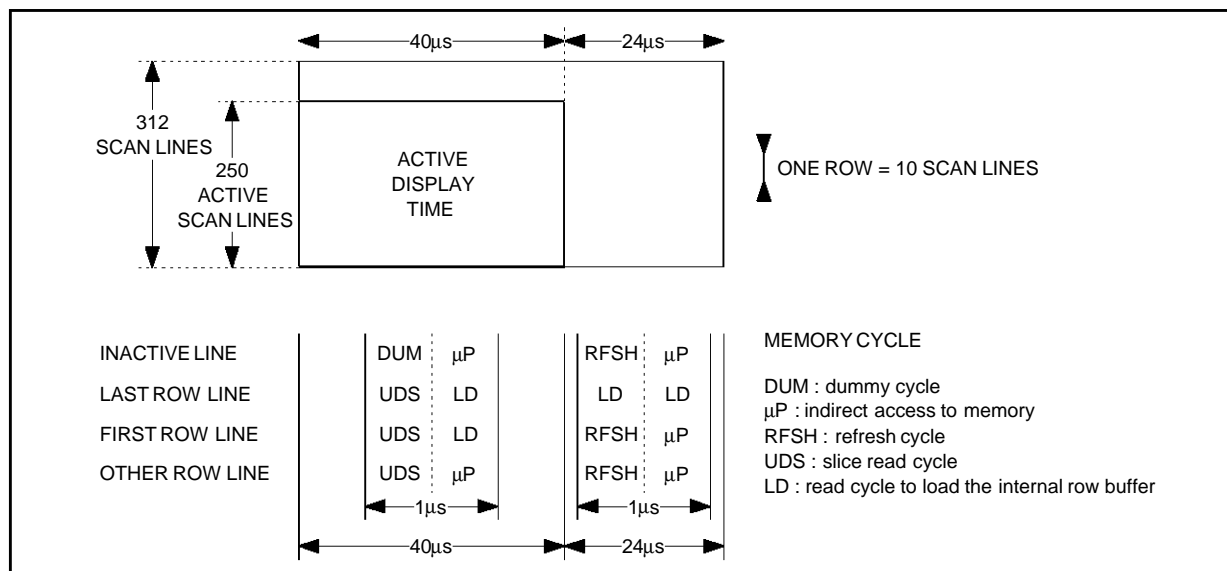 40µs 24µs
312
SCAN LINES
250
ACTIVE
SCAN LINES
ACTIVE
DISPLAY
TIME
ONE ROW = 10 SCAN LINES
INACTIVE LINE DUM µP RFSH µP
LAST ROW LINE UDS LD LD LD
FIRST ROW LINE UDS LD RFSH µP
OTHER ROW LINE UDS µP RFSH µP
1µs 1µs
40µs 24µs
MEMORY CYCLE
DUM : dummy cycle
µP : indirect access to memory
RFSH : refresh cycle
UDS : slice read cycle
LD : read cycle to load the internal row buffer